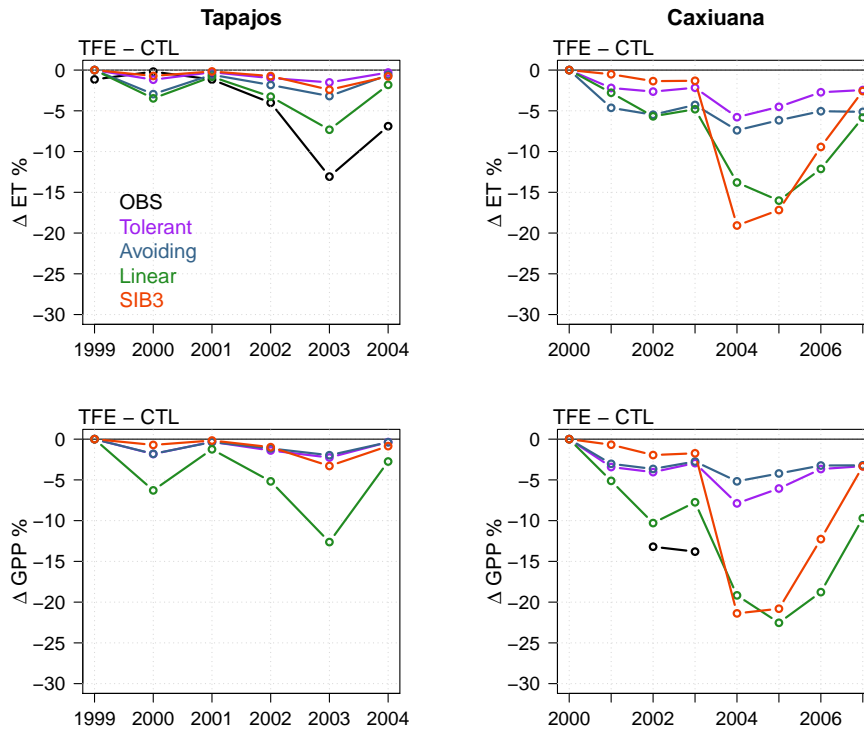 Tapajos
TFE − CTL
Δ ET %
0
−5
−10
−15
−20
−25
−30
OBS
Tolerant
Avoiding
Linear
SIB3
1999 2000 2001 2002 2003 2004
Caxiuana
TFE − CTL
Δ ET %
0
−5
−10
−15
−20
−25
−30
2000 2002 2004 2006
TFE − CTL
Δ GPP %
0
−5
−10
−15
−20
−25
−30
1999 2000 2001 2002 2003 2004
TFE − CTL
Δ GPP %
0
−5
−10
−15
−20
−25
−30
2000 2002 2004 2006